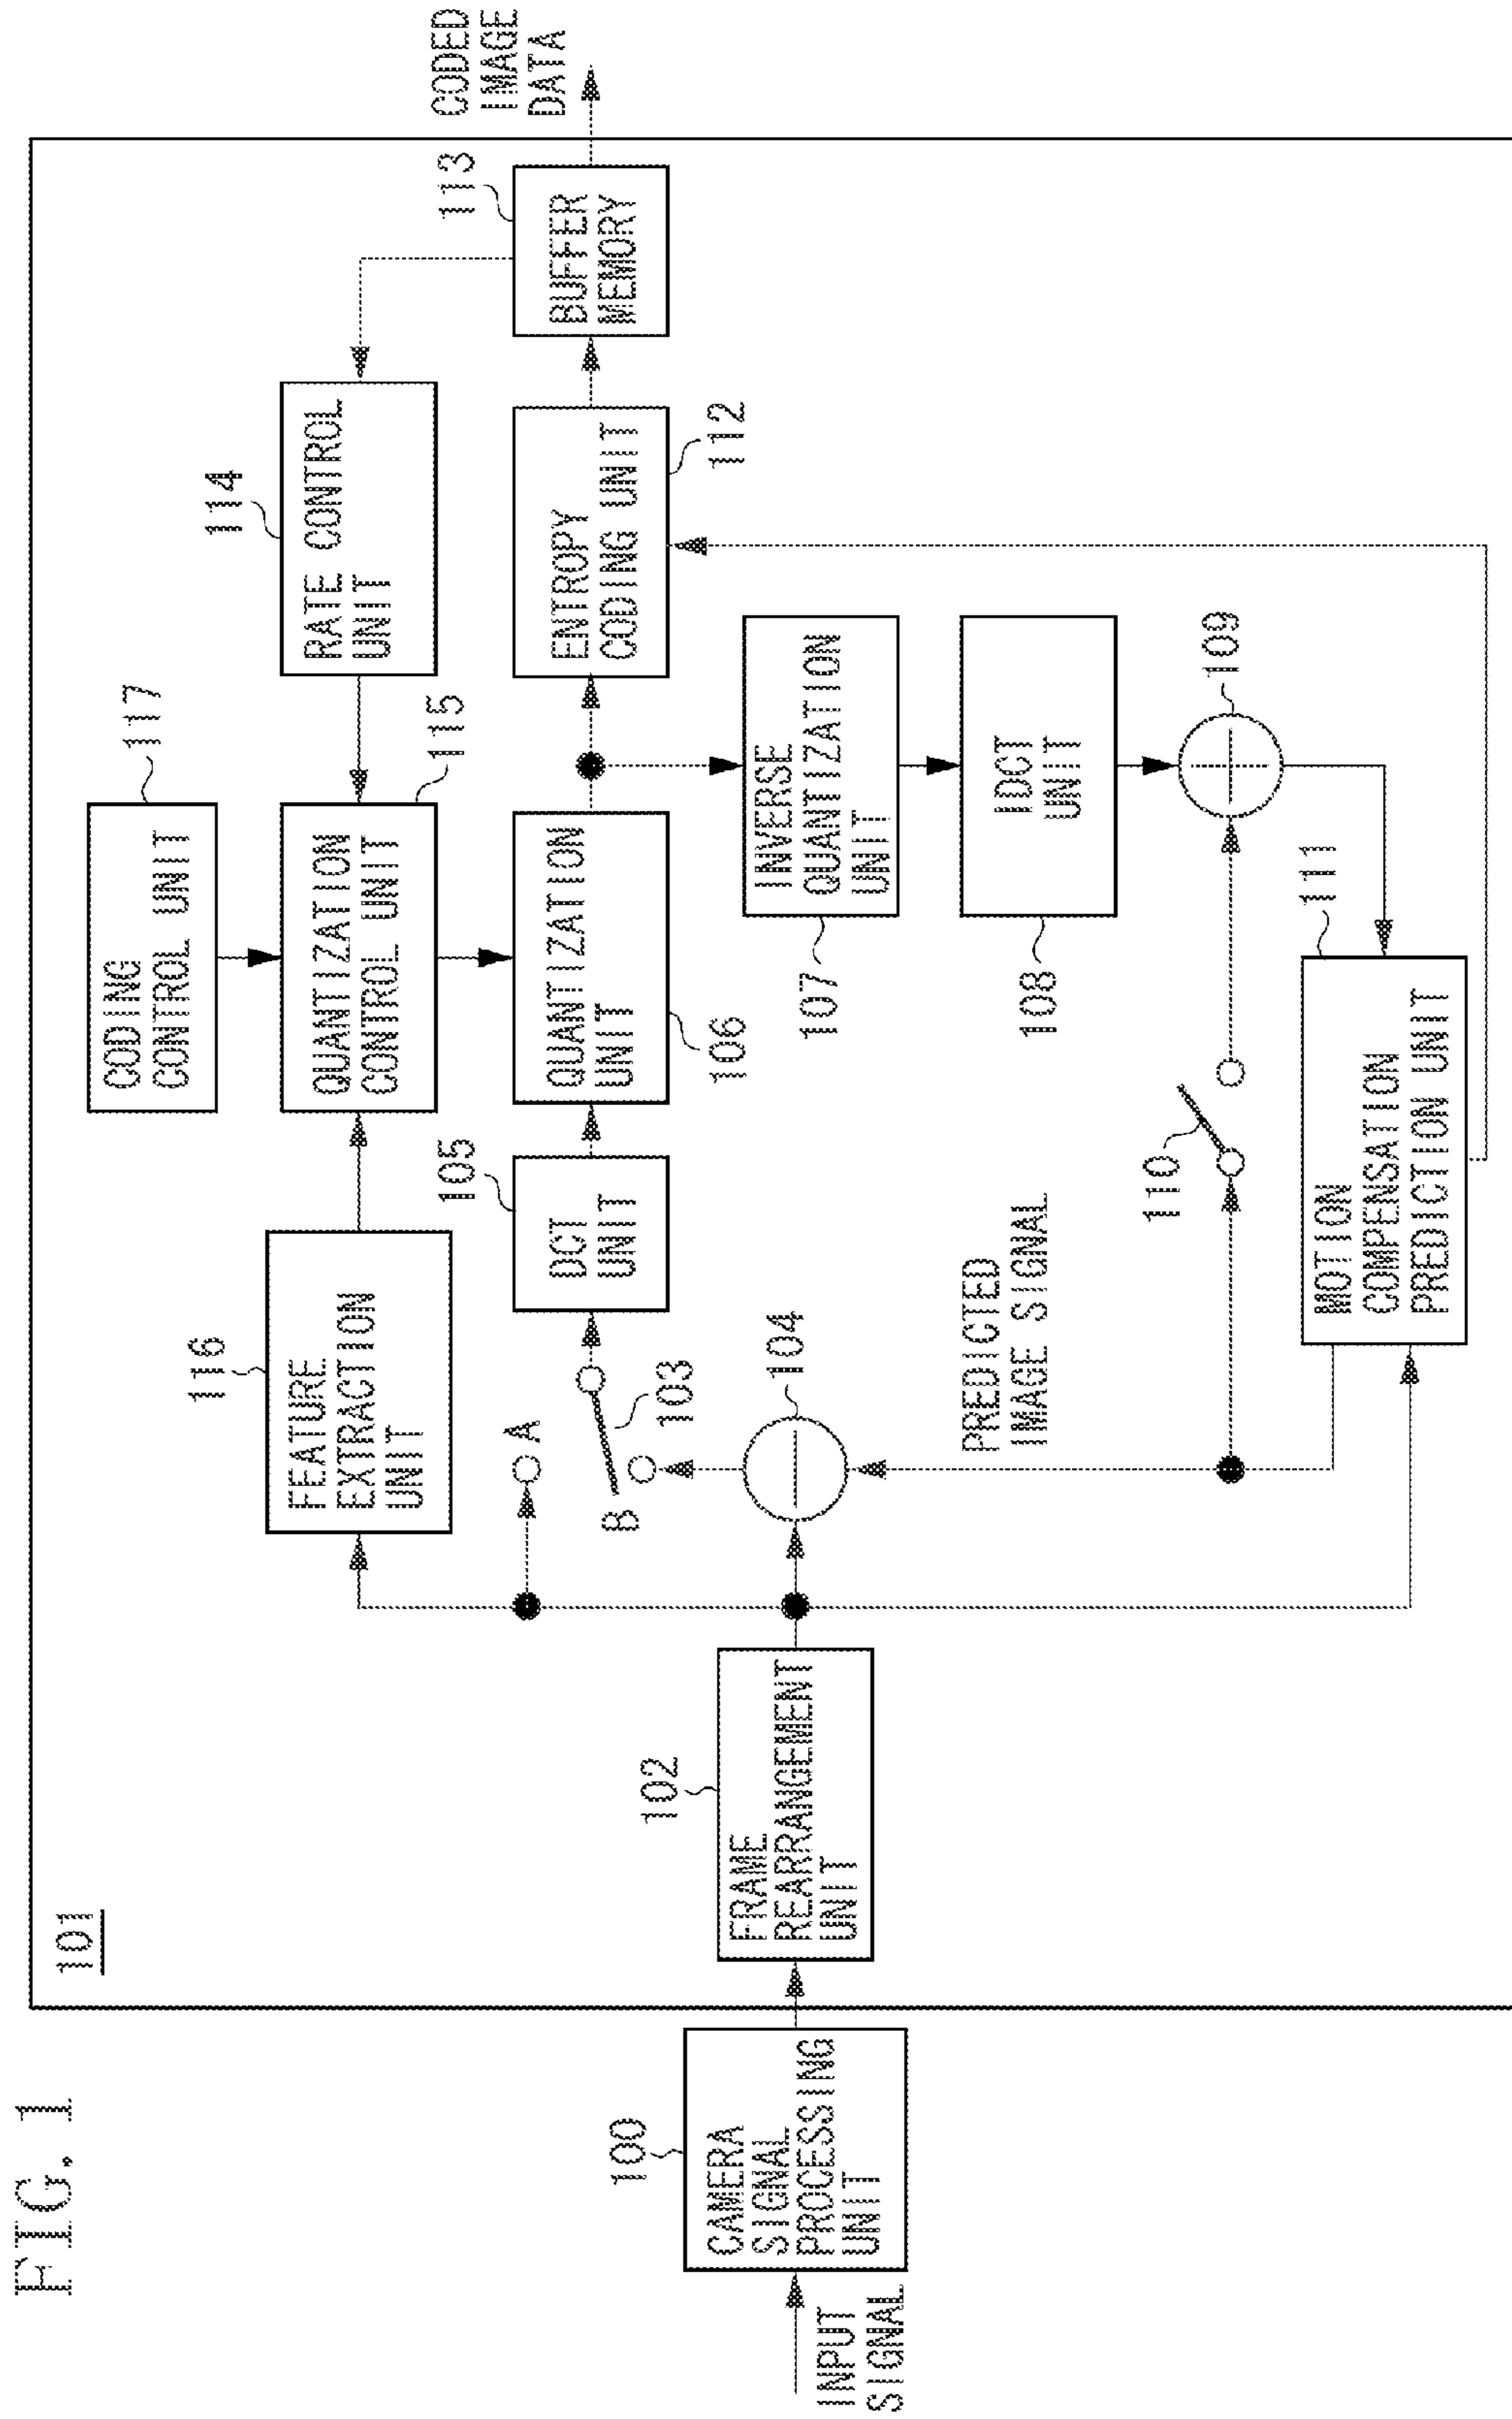 FIG. 1
101
117
CODING
CONTROL UNIT
116
FEATURE
EXTRACTION
UNIT
QUANTIZATION
CONTROL UNIT
115
114
RATE CONTROL
UNIT
113
CODED
IMAGE
DATA
A
B
103
105
DCT
UNIT
QUANTIZATION
UNIT
106
ENTROPY
CODING UNIT
112
BUFFER
MEMORY
100
CAMERA
SIGNAL
PROCESSING
UNIT
INPUT
SIGNAL
102
FRAME
REARRANGEMENT
UNIT
104
INVERSE
QUANTIZATION
UNIT
107
IDCT
UNIT
108
PREDICTED
IMAGE SIGNAL
110
109
111
MOTION
COMPENSATION
PREDICTION UNIT